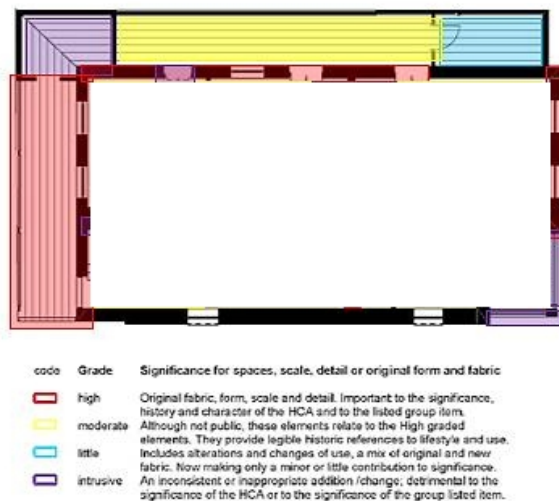 code Grade Significance for spaces, scale, detail or original form and fabric
high Original fabric, form, scale and detail. Important to the significance,
history and character of the HCA and to the listed group item.
moderate Although not public, these elements relate to the High graded
elements. They provide legible historic references to lifestyle and use.
little Includes alterations and changes of use, a mix of original and new
fabric. Now making only a minor or little contribution to significance.
intrusive An inconsistent or inappropriate addition /change; detrimental to the
significance of the HCA or to the significance of the group listed item.